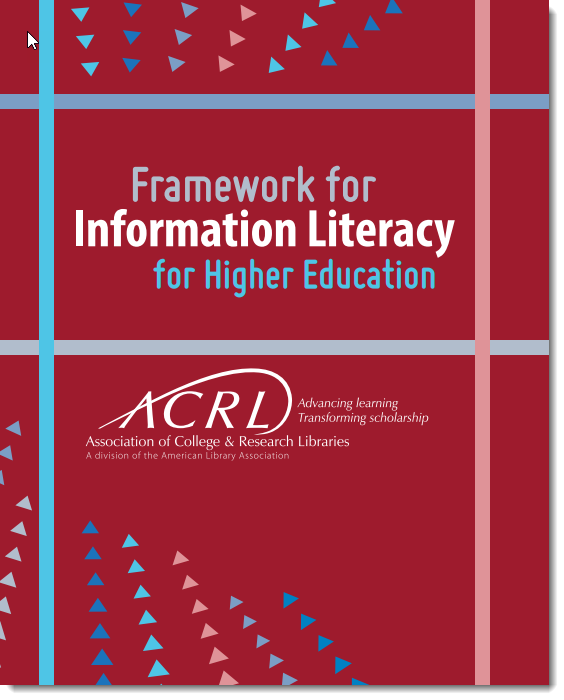 Framework for
Information Literacy
for Higher Education
ACRL
Advancing learning
Transforming scholarship
Association of College & Research Libraries
A division of the American Library Association